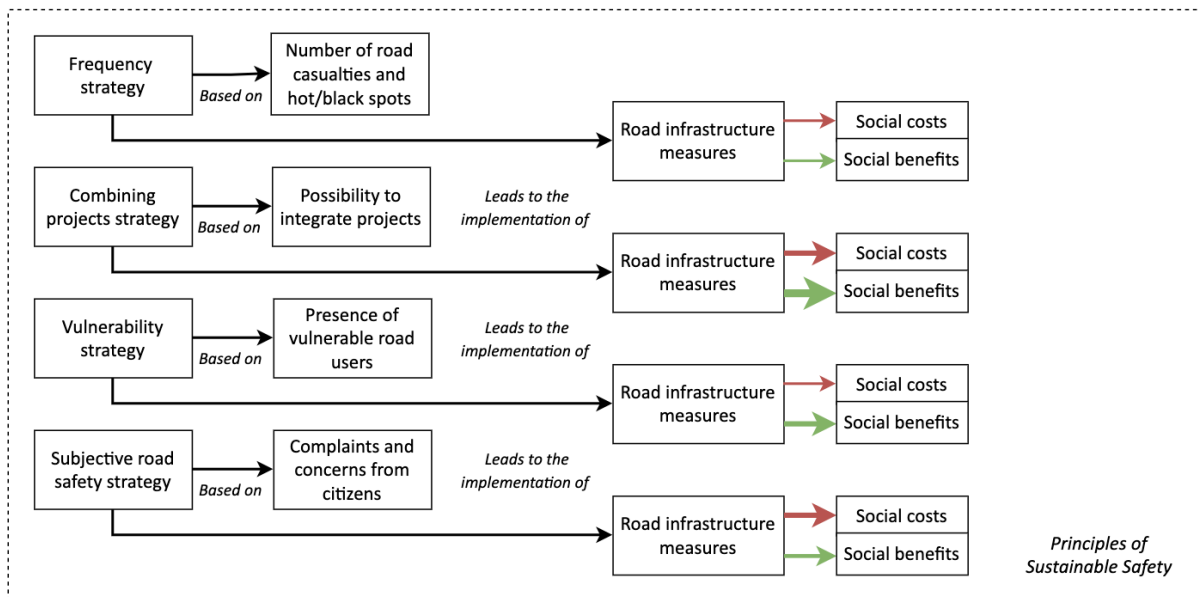 Frequency
strategy
Based on
Number of road
casualties and
hot/black spots
Road infrastructure
measures
Social costs
Social benefits
Combining
projects strategy
Based on
Possibility to
integrate projects
Leads to the
implementation of
Road infrastructure
measures
Social costs
Social benefits
Vulnerability
strategy
Based on
Presence of
vulnerable road
users
Leads to the
implementation of
Road infrastructure
measures
Social costs
Social benefits
Subjective road
safety strategy
Based on
Complaints and
concerns from
citizens
Leads to the
implementation of
Road infrastructure
measures
Social costs
Social benefits
Principles of
Sustainable Safety